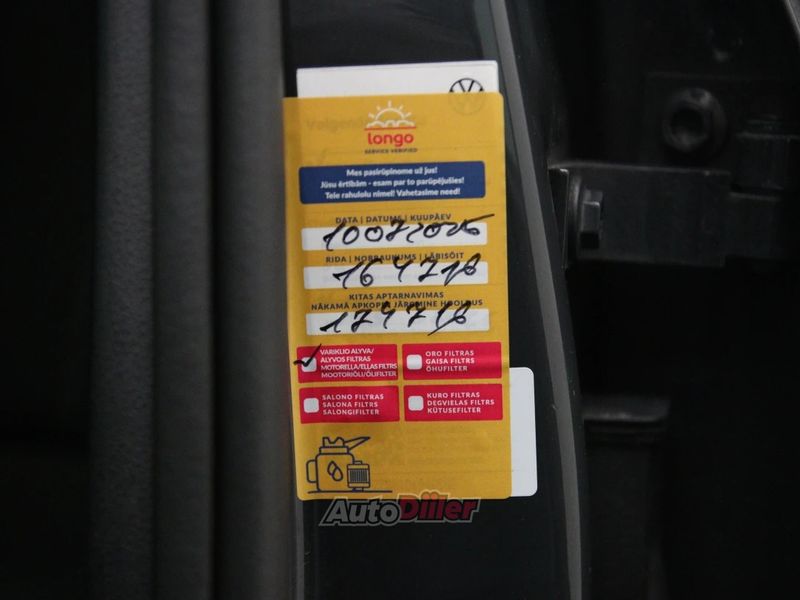 longo
SERVICE VERIFIED
Mes pasirūpinome už jus!
Jūsu ērtībām - esam par to parūpējušies!
Teie rahulolu nimel! Vahetasime need!
DATA | DATUMS | KUUPÄEV
10072025
RIDA | NOBRAUKUMS | LÄBISÕIT
164718
KITAS APTARNAVIMAS
NĀKAMĀ APKOPE | JÄRGMINE HOOLDUS
179718
VARIKLIO ALYVA/
ALYVOS FILTRAS
MOTOREĻĻA/EĻĻAS FILTRS
MOOTORIÕLI/ÕLIFILTER
ORO FILTRAS
GAISA FILTRS
ÕHUFILTER
SALONO FILTRAS
SALONA FILTRS
SALONGIFILTER
KURO FILTRAS
DEGVIELAS FILTRS
KÜTUSEFILTER
AutoDiller